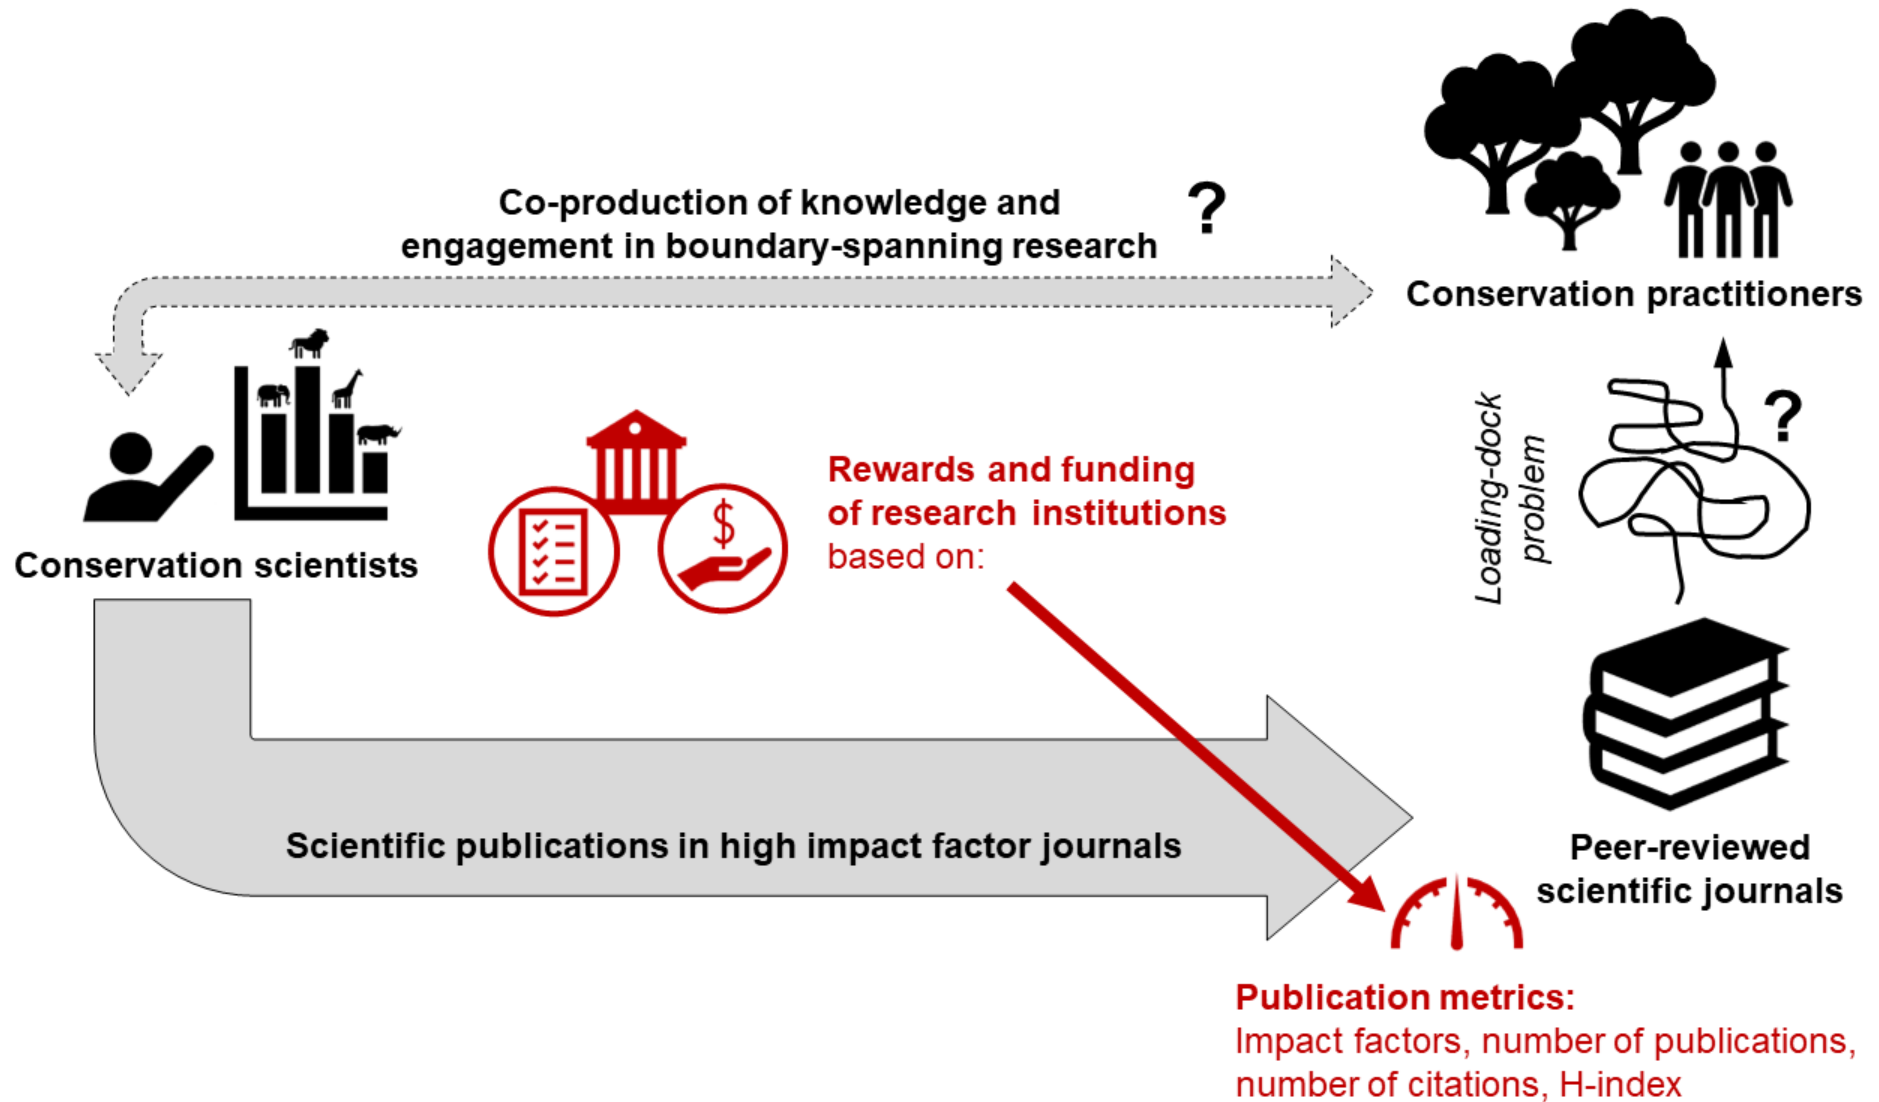 Co-production of knowledge and
engagement in boundary-spanning research
?
Conservation practitioners
Conservation scientists
Rewards and funding
of research institutions
based on:
$
Loading-dock
problem
?
Scientific publications in high impact factor journals
Peer-reviewed
scientific journals
Publication metrics:
Impact factors, number of publications,
number of citations, H-index